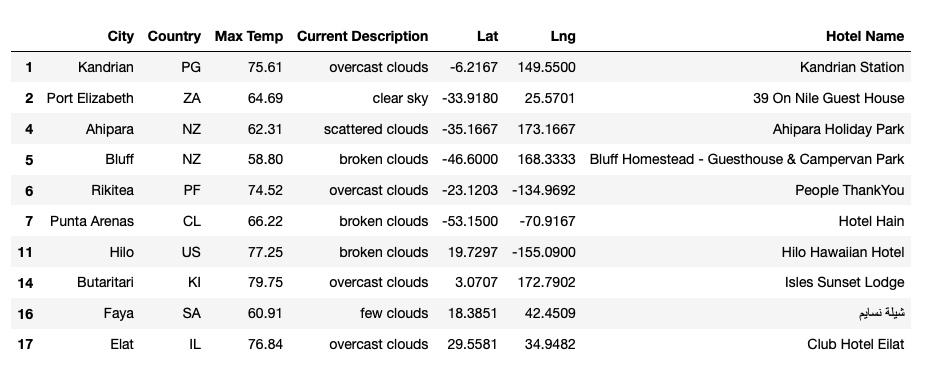 City Country Max Temp Current Description Lat Lng Hotel Name
1 Kandrian PG 75.61 overcast clouds -6.2167 149.5500 Kandrian Station
2 Port Elizabeth ZA 64.69 clear sky -33.9180 25.5701 39 On Nile Guest House
4 Ahipara NZ 62.31 scattered clouds -35.1667 173.1667 Ahipara Holiday Park
5 Bluff NZ 58.80 broken clouds -46.6000 168.3333 Bluff Homestead - Guesthouse & Campervan Park
6 Rikitea PF 74.52 overcast clouds -23.1203 -134.9692 People ThankYou
7 Punta Arenas CL 66.22 broken clouds -53.1500 -70.9167 Hotel Hain
11 Hilo US 77.25 broken clouds 19.7297 -155.0900 Hilo Hawaiian Hotel
14 Butaritari KI 79.75 overcast clouds 3.0707 172.7902 Isles Sunset Lodge
16 Faya SA 60.91 few clouds 18.3851 42.4509 شيلة نسايم
17 Elat IL 76.84 overcast clouds 29.5581 34.9482 Club Hotel Eilat